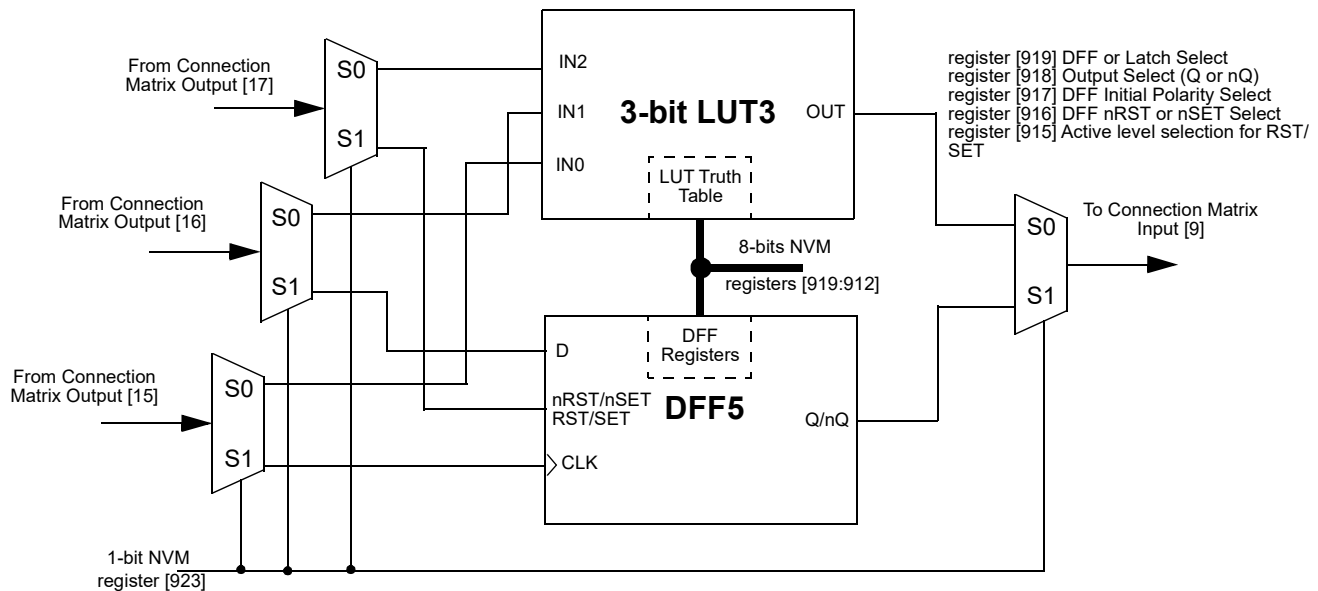 From Connection
Matrix Output [17]
S0
S1
IN2
IN1
IN0
3-bit LUT3
OUT
LUT Truth
Table
register [919] DFF or Latch Select
register [918] Output Select (Q or nQ)
register [917] DFF Initial Polarity Select
register [916] DFF nRST or nSET Select
register [915] Active level selection for RST/
SET
From Connection
Matrix Output [16]
S0
S1
8-bits NVM
registers [919:912]
To Connection Matrix
Input [9]
S0
S1
From Connection
Matrix Output [15]
S0
S1
D
nRST/nSET
RST/SET
CLK
DFF
Registers
DFF5
Q/nQ
1-bit NVM
register [923]